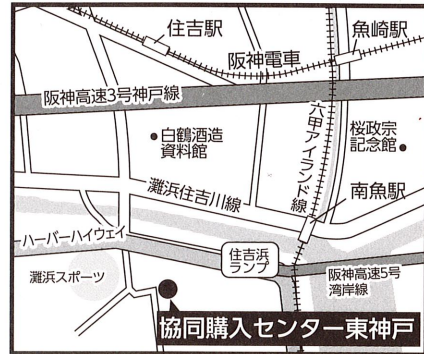 住吉駅
魚崎駅
阪神電車
阪神高速3号神戸線
白鶴酒造
資料館
六甲アイランド線
桜政宗
記念館
灘浜住吉川線
南魚駅
ハーバーハイウェイ
住吉浜
ランプ
灘浜スポーツ
阪神高速5号
湾岸線
協同購入センター東神戸